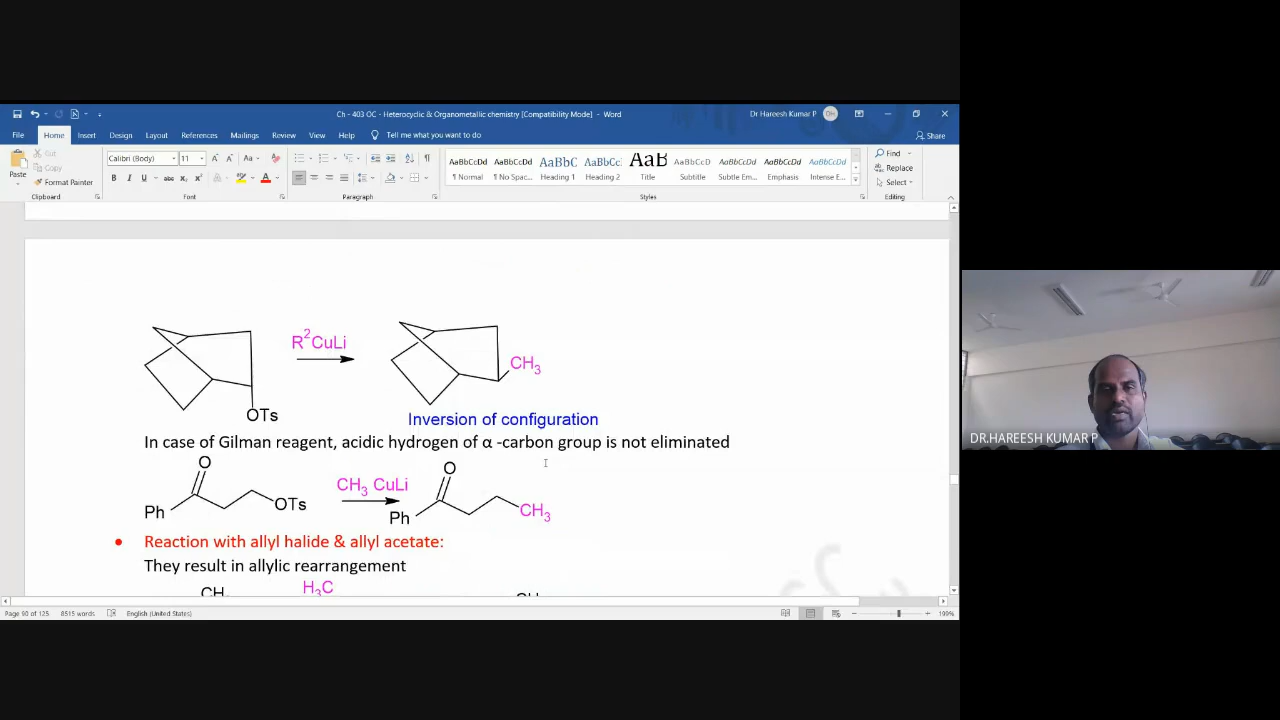 Ch - 403 OC - Heterocyclic & Organometallic chemistry [Compatibility Mode] - Word
Dr Hareesh Kumar P
DH
File Home Insert Design Layout References Mailings Review View Help Tell me what you want to do
Share
Paste
Cut
Copy
Format Painter
Clipboard
Calibri (Body) 11
Font
Paragraph
AaBbCcDd AaBbCcDd AaBbC AaBbCc AaB AaBbCcD AaBbCcDd AaBbCcDd AaBbCcDd
¶ Normal ¶ No Spac... Heading 1 Heading 2 Title Subtitle Subtle Em... Emphasis Intense E...
Styles
Find
Replace
Select
Editing
R2CuLi
CH3
OTs
Inversion of configuration
In case of Gilman reagent, acidic hydrogen of α -carbon group is not eliminated
O
Ph
OTs
CH3 CuLi
O
Ph
CH3
• Reaction with allyl halide & allyl acetate:
They result in allylic rearrangement
H3C
Page 90 of 125 8515 words English (United States)
199%
DR.HAREESH KUMAR P